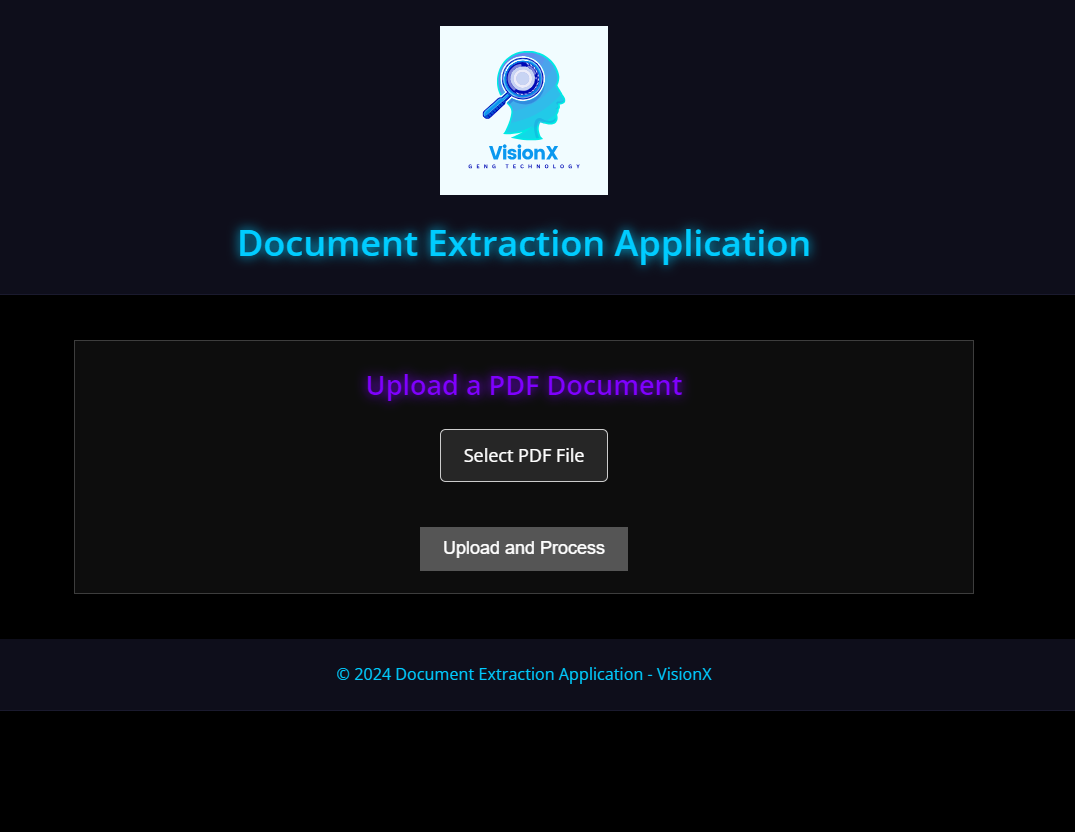 VisionX
GENG TECHNOLOGY
Document Extraction Application
Upload a PDF Document
Select PDF File
Upload and Process
© 2024 Document Extraction Application - VisionX